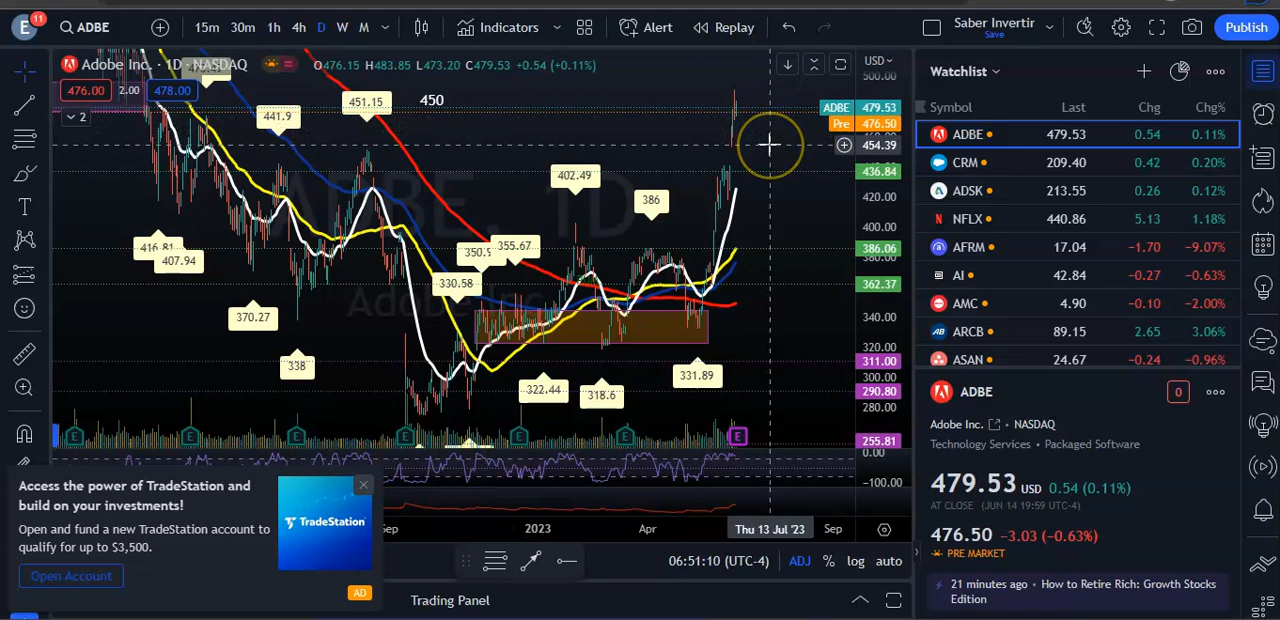 E 11 ADBE 15m 30m 1h 4h D W M Indicators Alert Replay Saber Invertir Save Publish
Adobe Inc. · 1D · NASDAQ O476.15 H483.85 L473.20 C479.53 +0.54 (+0.11%)
476.00 2.00 478.00
2
450
451.15
441.9
416.81
407.94
370.27
338
330.58
355.67
402.49
386
322.44
318.6
331.89
ADBE, 1D
Adobe Inc.
USD
500.00
ADBE 479.53
Pre 476.50
454.39
436.84
420.00
400.00
386.06
380.00
362.37
340.00
320.00
311.00
300.00
290.80
280.00
255.81
0.00
-100.00
E E E E E E E
Sep 2023 Apr Thu 13 Jul '23 Sep
06:51:10 (UTC-4) ADJ % log auto
Trading Panel
Access the power of TradeStation and
build on your investments!
Open and fund a new TradeStation account to
qualify for up to $3,500.
Open Account
TradeStation
AD
Watchlist
Symbol Last Chg Chg%
ADBE 479.53 0.54 0.11%
CRM 209.40 0.42 0.20%
ADSK 213.55 0.26 0.12%
NFLX 440.86 5.13 1.18%
AFRM 17.04 −1.70 −9.07%
AI 42.84 −0.27 −0.63%
AMC 4.90 −0.10 −2.00%
ARCB 89.15 2.65 3.06%
ASAN 24.67 −0.24 −0.96%
ADBE 0
Adobe Inc. · NASDAQ
Technology Services · Packaged Software
479.53 USD 0.54 (0.11%)
AT CLOSE (JUN 14 19:59 UTC-4)
476.50 −3.03 (−0.63%)
PRE MARKET
21 minutes ago · How to Retire Rich: Growth Stocks
Edition